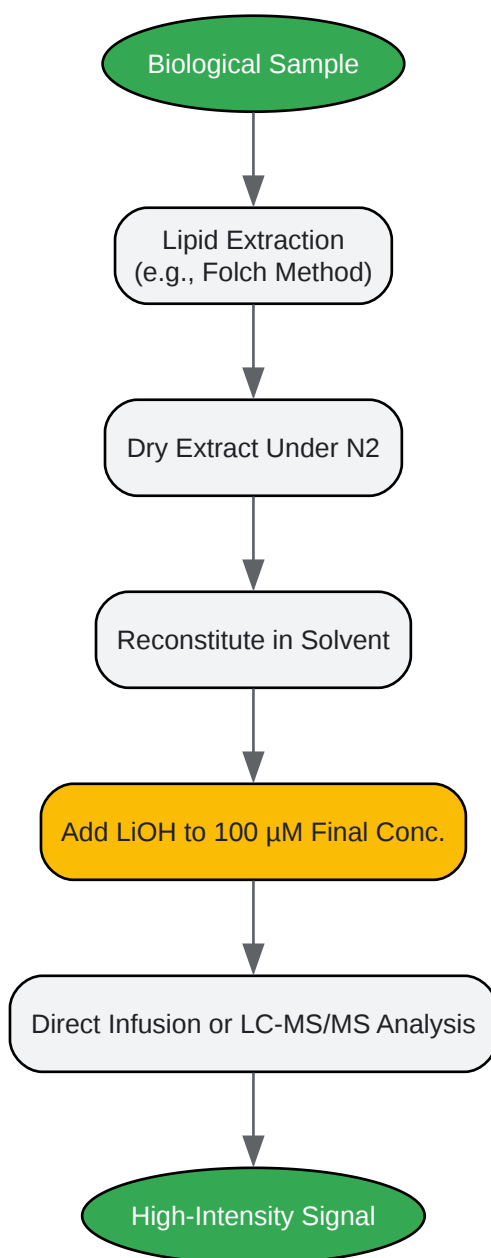 Biological Sample
Lipid Extraction
(e.g., Folch Method)
Dry Extract Under N2
Reconstitute in Solvent
Add LiOH to 100 µM Final Conc.
Direct Infusion or LC-MS/MS Analysis
High-Intensity Signal